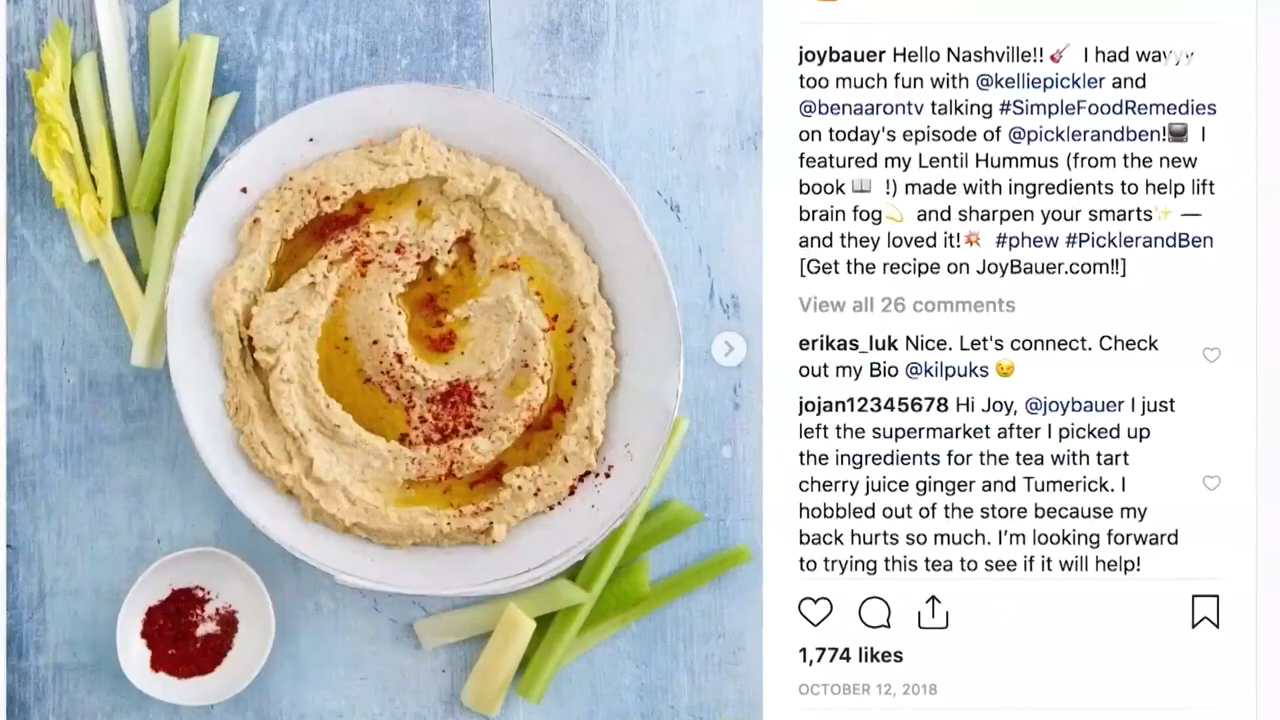 joybauer Hello Nashville!! 🎸 I had wayyy
too much fun with @kelliepickler and
@benaarontv talking #SimpleFoodRemedies
on today's episode of @picklerandben!📺 I
featured my Lentil Hummus (from the new
book 📖 !) made with ingredients to help lift
brain fog💫 and sharpen your smarts✨ —
and they loved it!💥 #phew #PicklerandBen
[Get the recipe on JoyBauer.com‼️]
View all 26 comments
erikas_luk Nice. Let's connect. Check
out my Bio @kilpuks 😉
jojan12345678 Hi Joy, @joybauer I just
left the supermarket after I picked up
the ingredients for the tea with tart
cherry juice ginger and Tumerick. I
hobbled out of the store because my
back hurts so much. I'm looking forward
to trying this tea to see if it will help!
1,774 likes
OCTOBER 12, 2018